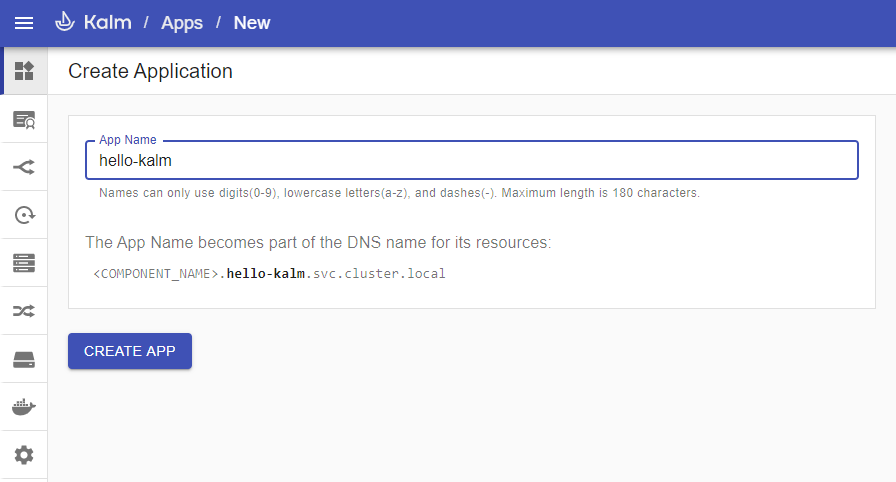 Kalm / Apps / New
Create Application
App Name
hello-kalm
Names can only use digits(0-9), lowercase letters(a-z), and dashes(-). Maximum length is 180 characters.
The App Name becomes part of the DNS name for its resources:
<COMPONENT_NAME>.hello-kalm.svc.cluster.local
CREATE APP